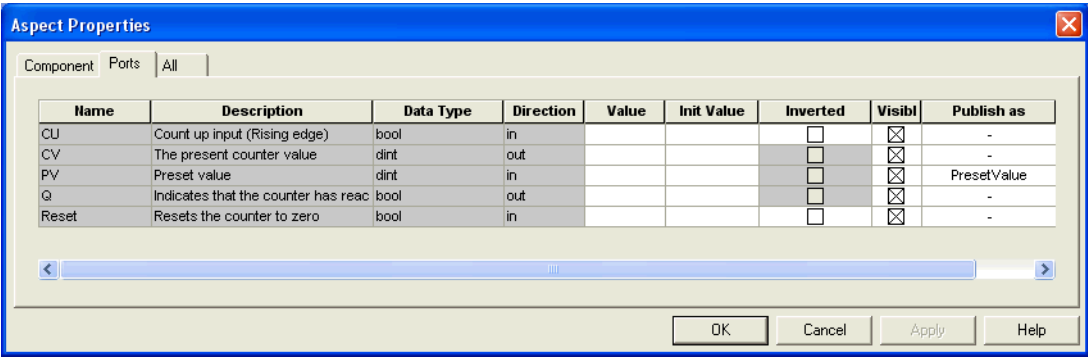 Aspect Properties
Component Ports All
Name Description Data Type Direction Value Init Value Inverted Visibl Publish as
CU Count up input (Rising edge) bool in -
CV The present counter value dint out -
PV Preset value dint in PresetValue
Q Indicates that the counter has reac bool out -
Reset Resets the counter to zero bool in -
OK Cancel Apply Help